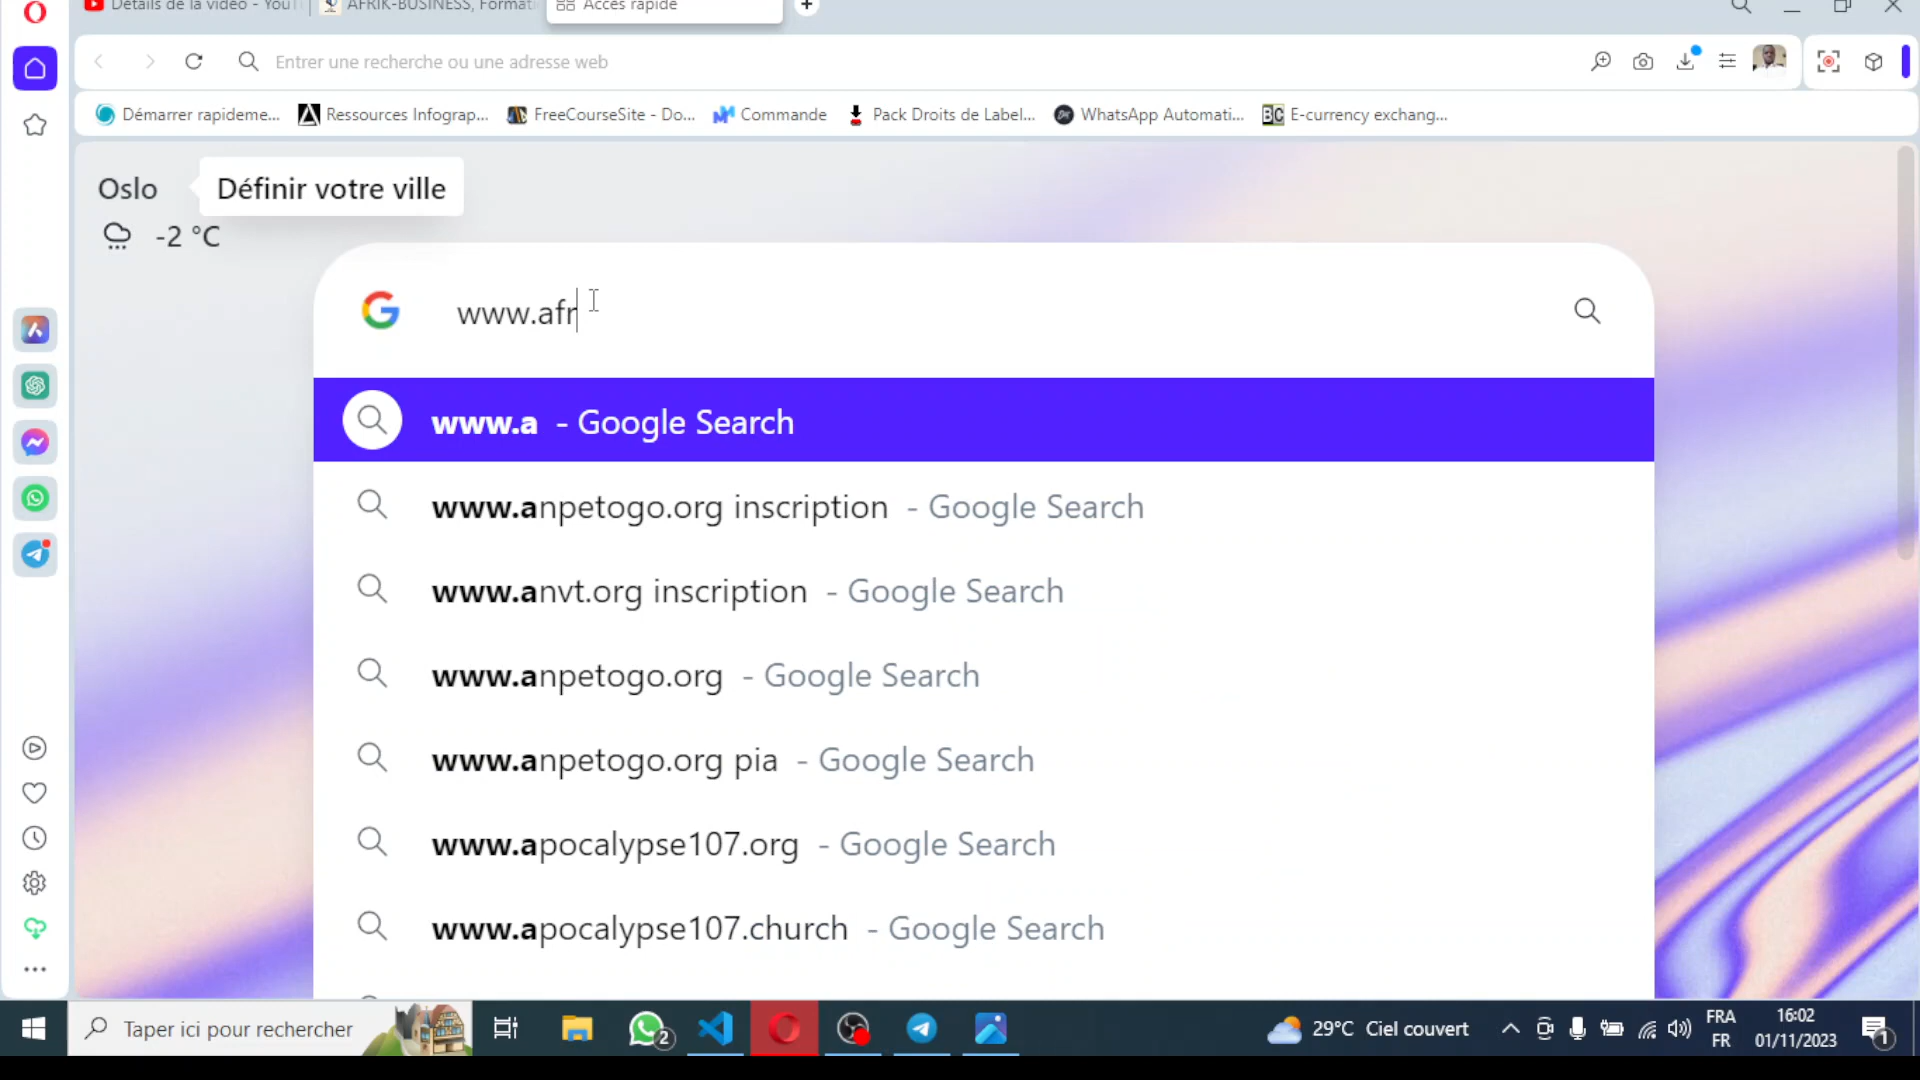 Détails de la vidéo - YouT
AFRIK-BUSINESS, Formati
Accès rapide
Entrer une recherche ou une adresse web
Démarrer rapideme...
Ressources Infograp...
FreeCourseSite - Do...
Commande
Pack Droits de Label...
WhatsApp Automati...
BC E-currency exchang...
Oslo
Définir votre ville
-2 °C
www.afr
www.a - Google Search
www.anpetogo.org inscription - Google Search
www.anvt.org inscription - Google Search
www.anpetogo.org - Google Search
www.anpetogo.org pia - Google Search
www.apocalypse107.org - Google Search
www.apocalypse107.church - Google Search
Taper ici pour rechercher
2
29°C Ciel couvert
FRA
FR
16:02
01/11/2023
1